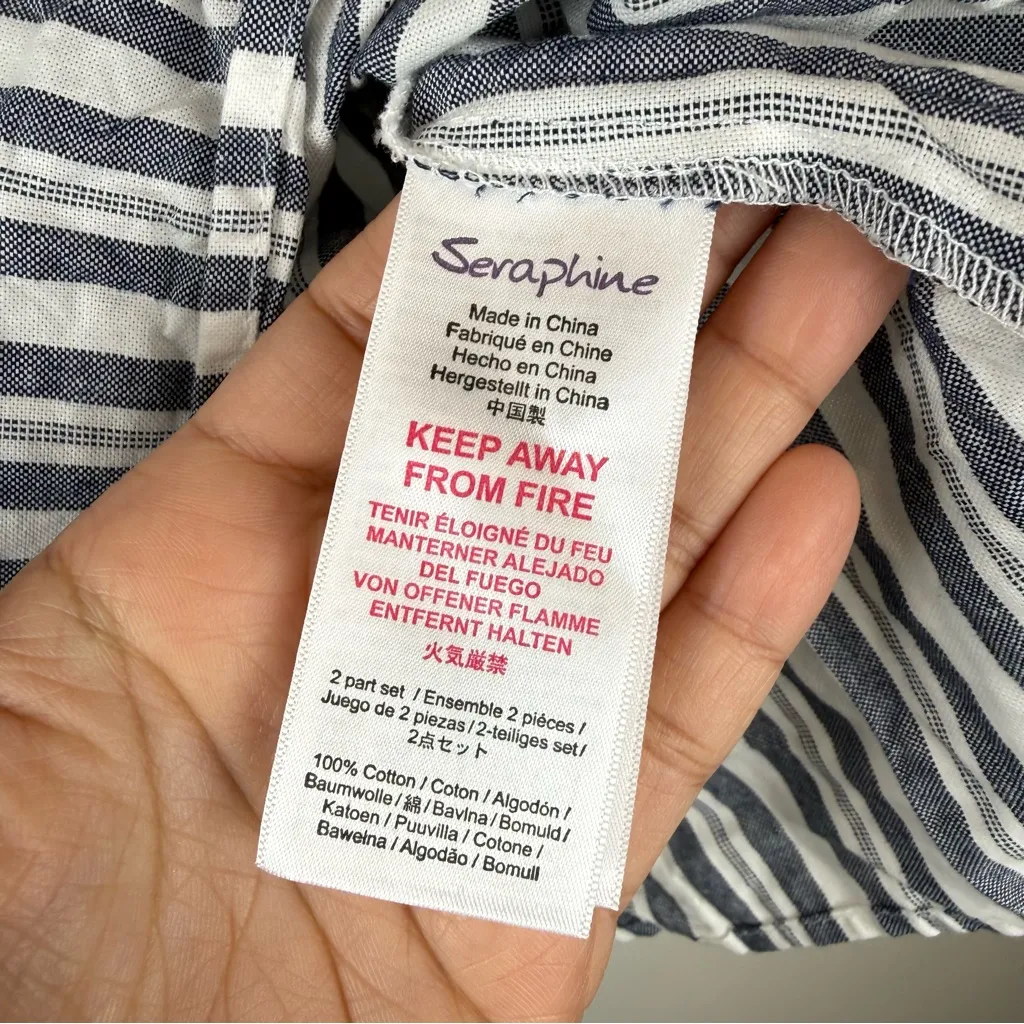 Seraphine
Made in China
Fabriqué en Chine
Hecho en China
Hergestellt in China
中国製
KEEP AWAY
FROM FIRE
TENIR ÉLOIGNÉ DU FEU
MANTERNER ALEJADO
DEL FUEGO
VON OFFENER FLAMME
ENTFERNT HALTEN
火気厳禁
2 part set / Ensemble 2 piéces /
Juego de 2 piezas / 2-teiliges set /
2点セット
100% Cotton / Coton / Algodón /
Baumwolle / 綿 / Bavlna / Bomuld /
Katoen / Puuvilla / Cotone /
Bawełna / Algodão / Bomull